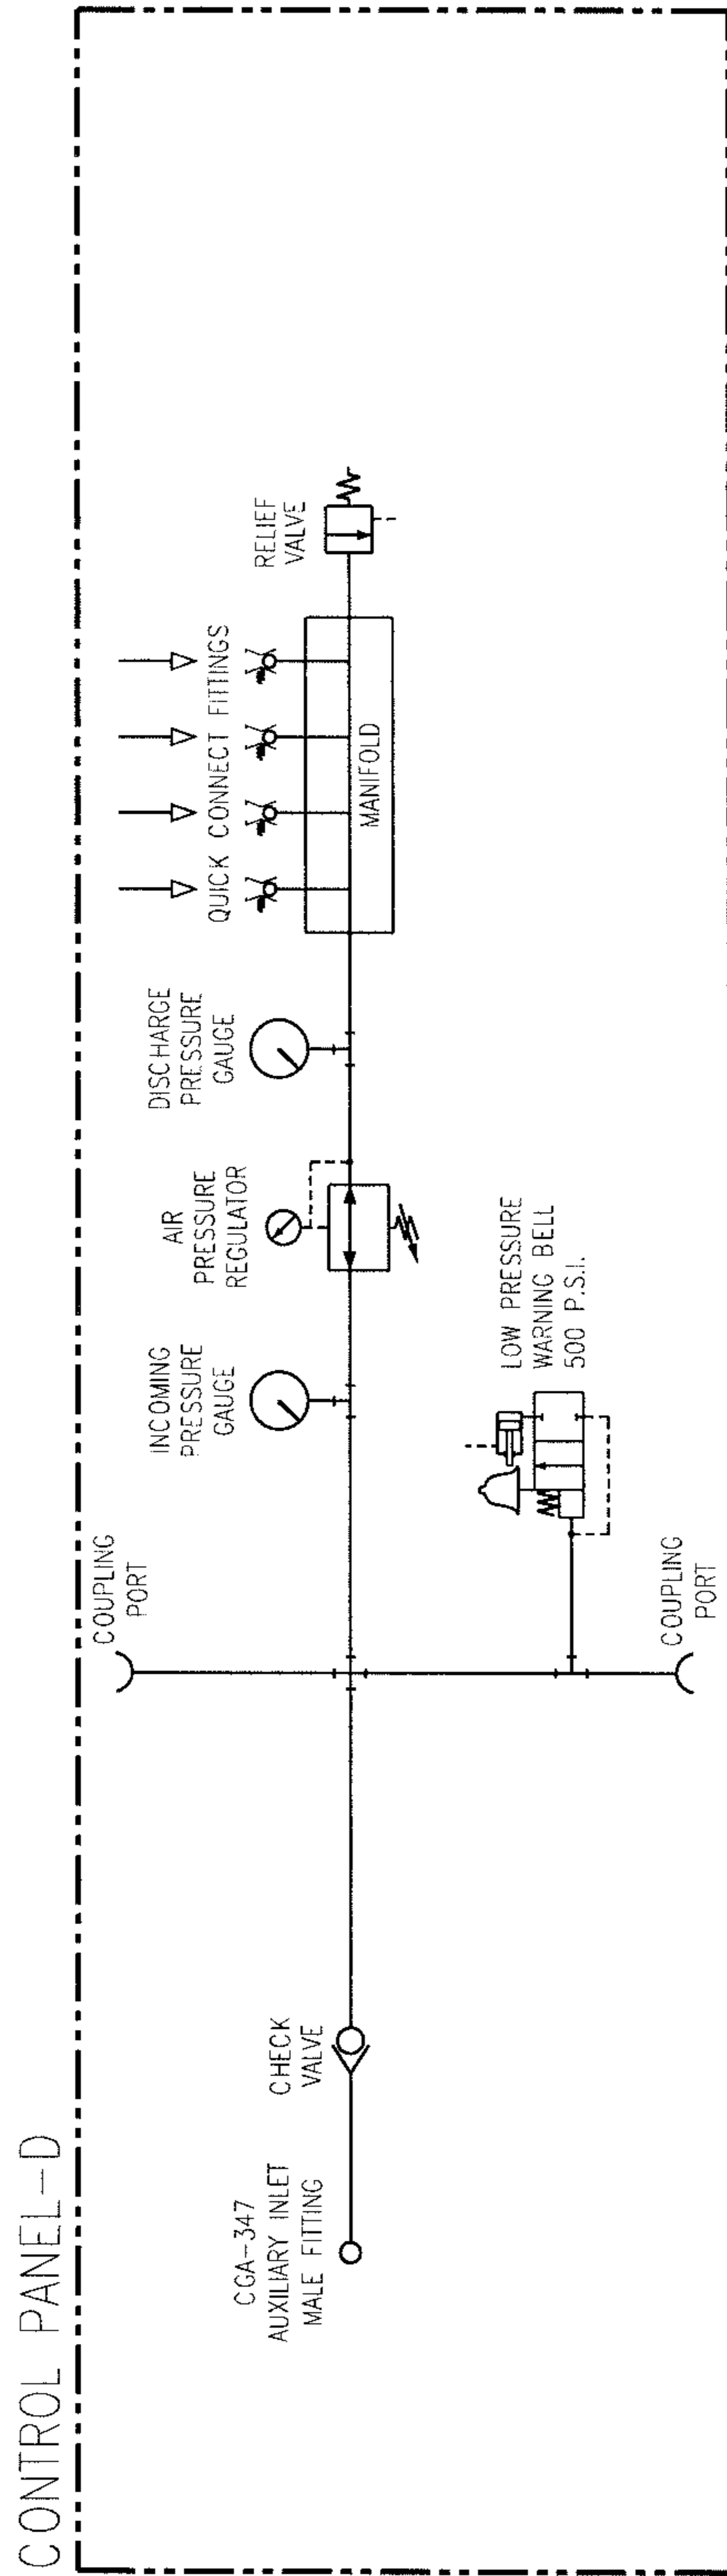 CONTROL PANEL-D
CGA-347
AUXILIARY INLET
MALE FITTING
CHECK
VALVE
COUPLING
PORT
INCOMING
PRESSURE
GAUGE
AIR
PRESSURE
REGULATOR
DISCHARGE
PRESSURE
GAUGE
QUICK CONNECT FITTINGS
MANIFOLD
RELIEF
VALVE
LOW PRESSURE
WARNING BELL
500 P.S.I.
COUPLING
PORT